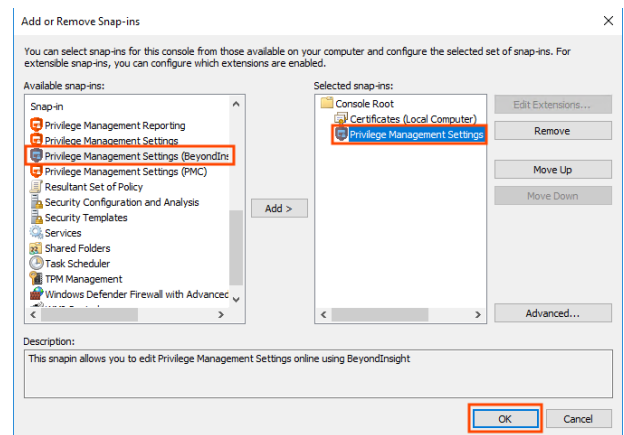 Add or Remove Snap-ins
You can select snap-ins for this console from those available on your computer and configure the selected set of snap-ins. For
extensible snap-ins, you can configure which extensions are enabled.
Available snap-ins:
Selected snap-ins:
Snap-in
Privilege Management Reporting
Privilege Management Settings
Privilege Management Settings (BeyondIns
Privilege Management Settings (PMC)
Resultant Set of Policy
Security Configuration and Analysis
Security Templates
Services
Shared Folders
Task Scheduler
TPM Management
Windows Defender Firewall with Advanced
Add >
Console Root
Certificates (Local Computer)
Privilege Management Settings
Edit Extensions...
Remove
Move Up
Move Down
Advanced...
Description:
This snapin allows you to edit Privilege Management Settings online using BeyondInsight
OK
Cancel